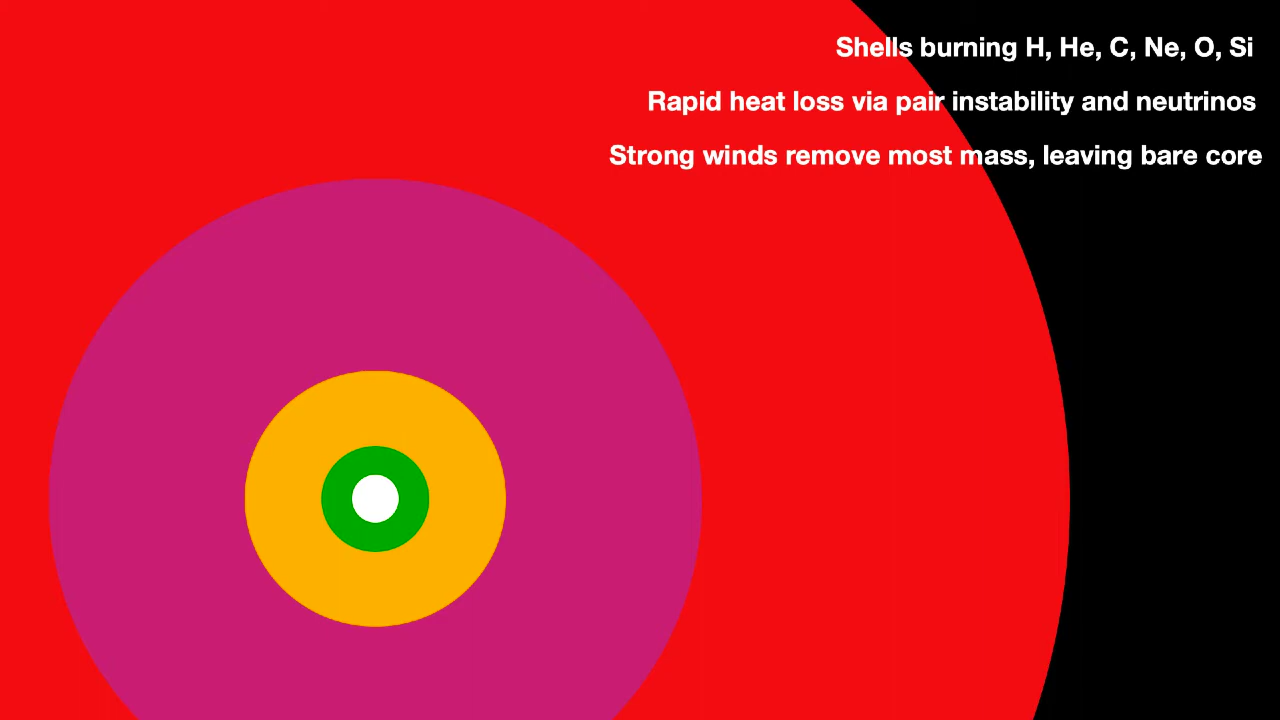 Shells burning H, He, C, Ne, O, Si
Rapid heat loss via pair instability and neutrinos
Strong winds remove most mass, leaving bare core